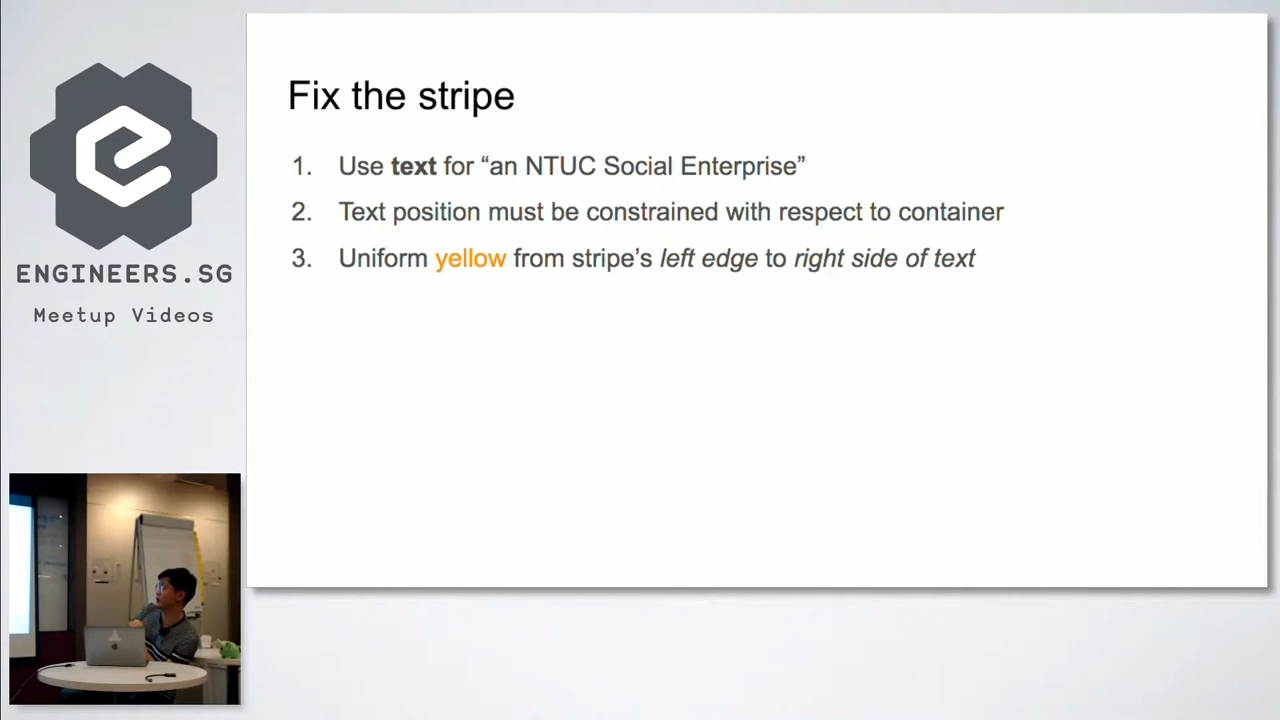 ENGINEERS.SG
Meetup Videos
Fix the stripe
1. Use text for “an NTUC Social Enterprise”
2. Text position must be constrained with respect to container
3. Uniform yellow from stripe’s left edge to right side of text